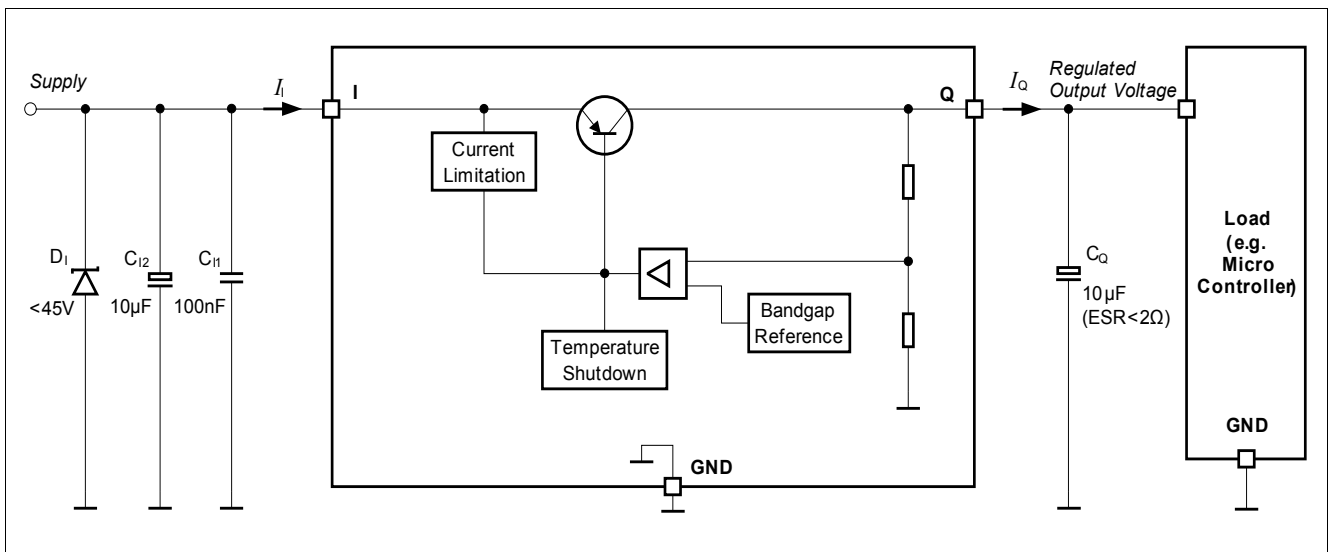 Supply
I_I
I
Q
I_Q
Regulated
Output Voltage
Current
Limitation
D_I
<45V
C_I2
10µF
C_I1
100nF
Bandgap
Reference
Temperature
Shutdown
C_Q
10µF
(ESR<2Ω)
Load
(e.g.
Micro
Controller)
GND
GND